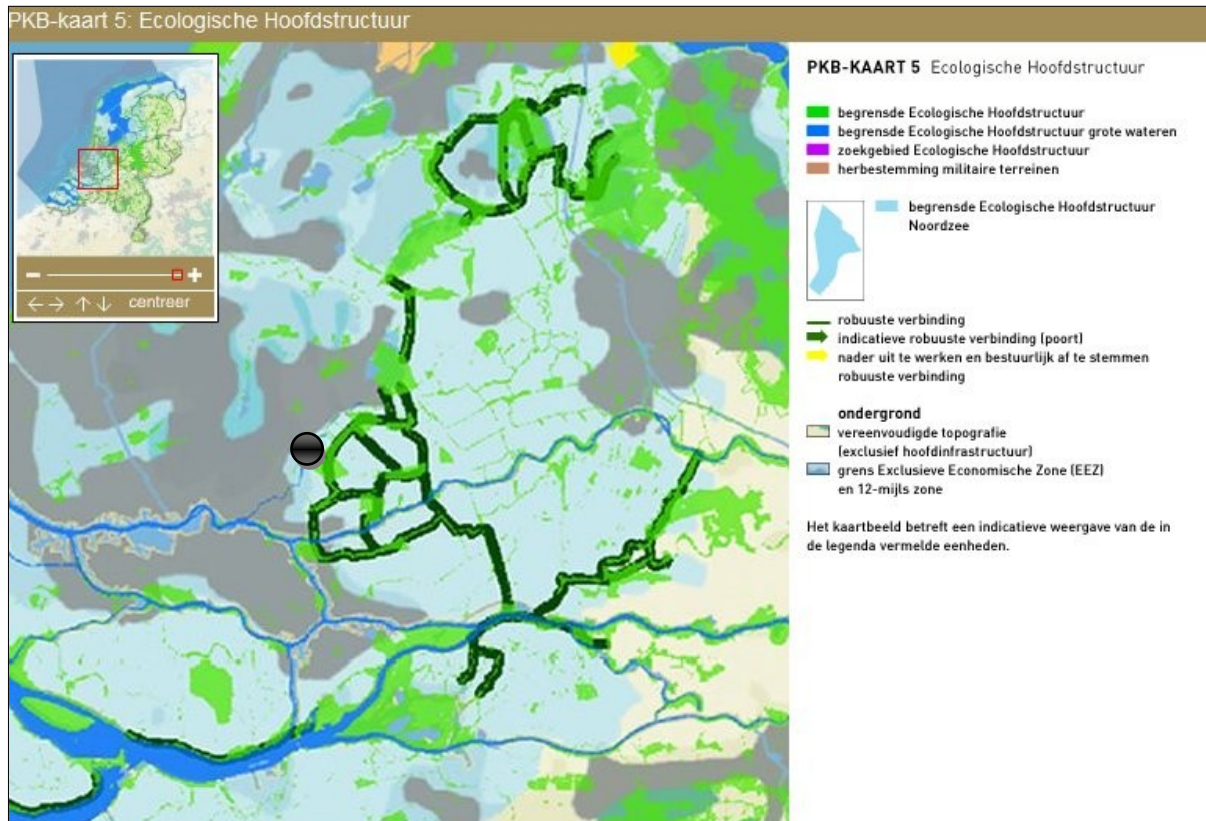 PKB-kaart 5: Ecologische Hoofdstructuur
centreer
PKB-KAART 5 Ecologische Hoofdstructuur
begrensde Ecologische Hoofdstructuur
begrensde Ecologische Hoofdstructuur grote wateren
zoekgebied Ecologische Hoofdstructuur
herbestemming militaire terreinen
begrensde Ecologische Hoofdstructuur
Noordzee
robuuste verbinding
indicatieve robuuste verbinding (poort)
nader uit te werken en bestuurlijk af te stemmen
robuuste verbinding
ondergrond
vereenvoudigde topografie
(exclusief hoofdinfrastructuur)
grens Exclusieve Economische Zone (EEZ)
en 12-mijls zone
Het kaartbeeld betreft een indicatieve weergave van de in
de legenda vermelde eenheden.